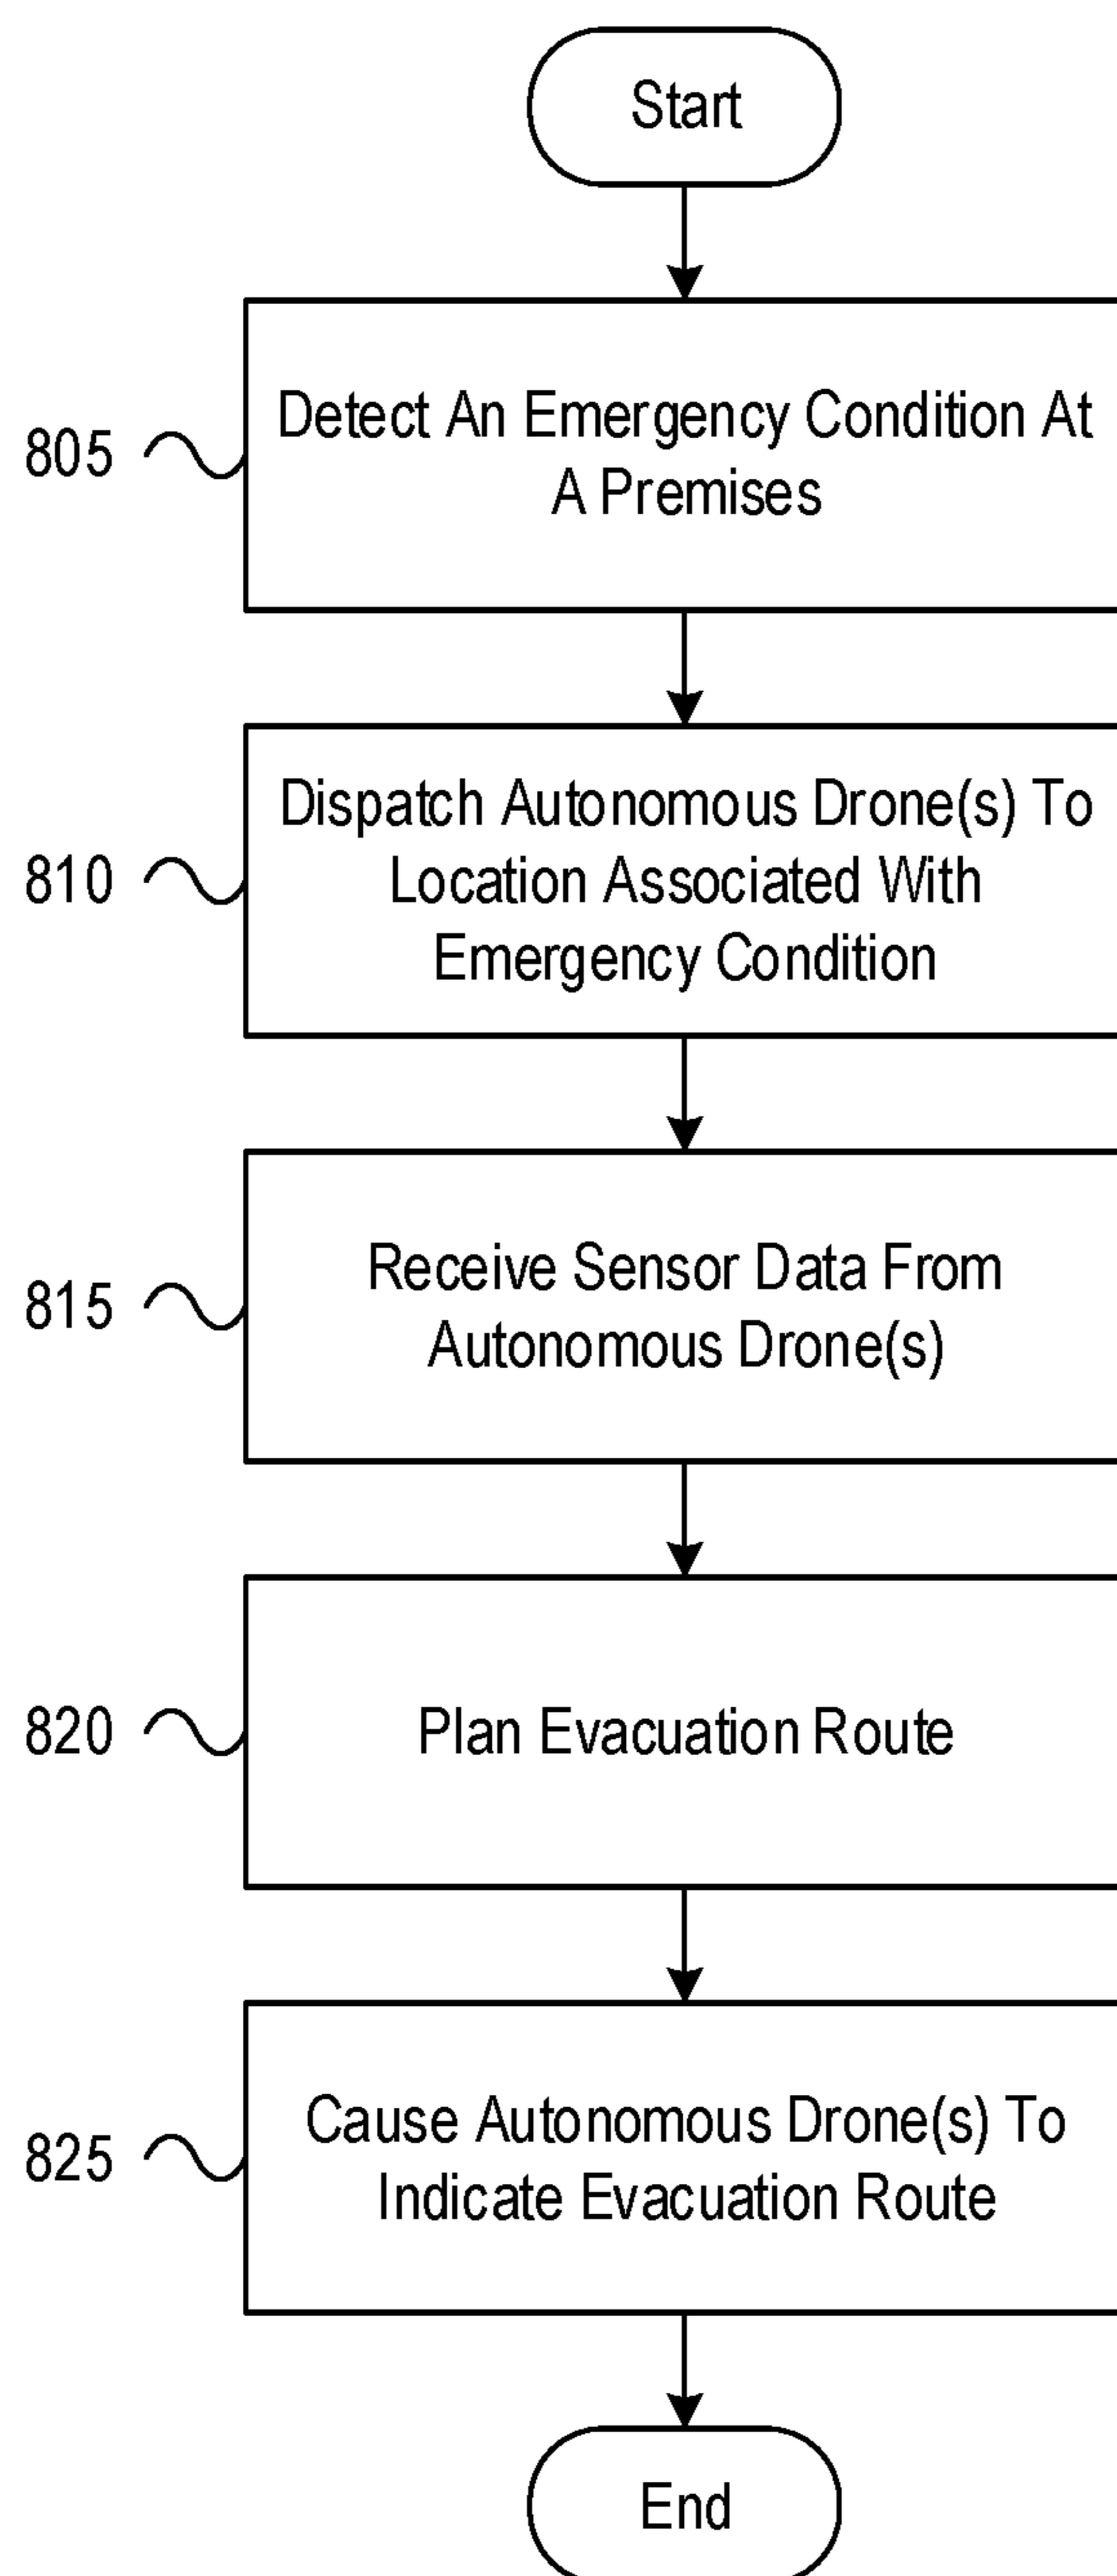 Start
Detect An Emergency Condition At
A Premises
805
Dispatch Autonomous Drone(s) To
Location Associated With
Emergency Condition
810
Receive Sensor Data From
Autonomous Drone(s)
815
Plan Evacuation Route
820
Cause Autonomous Drone(s) To
Indicate Evacuation Route
825
End